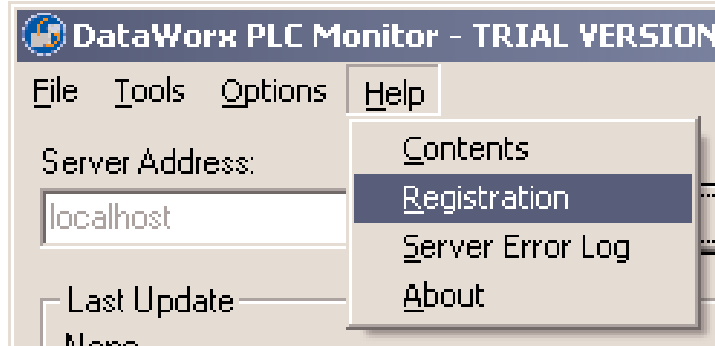 DataWorx PLC Monitor - TRIAL VERSION
File Tools Options Help
Contents
Registration
Server Error Log
About
Server Address:
localhost
Last Update
None